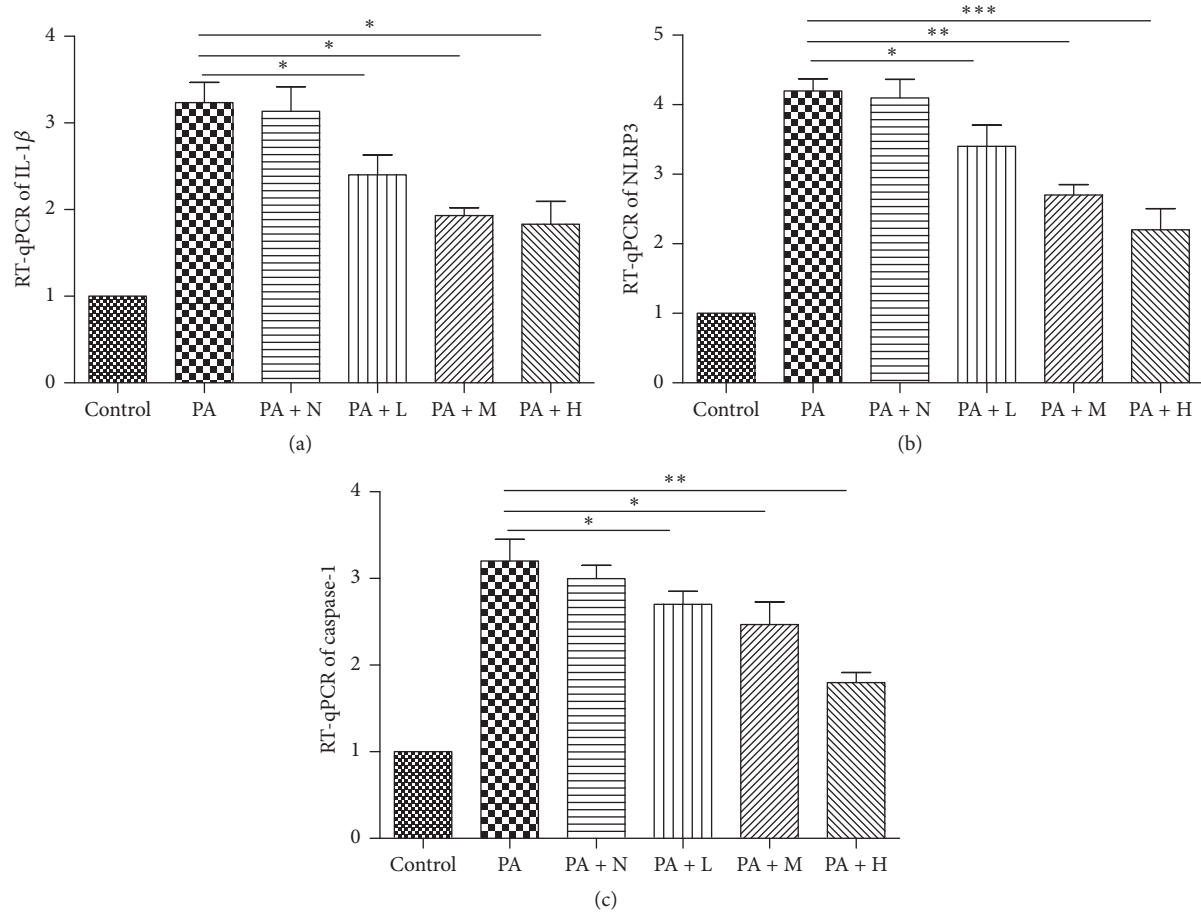 *
*
*
4
3
2
1
0
RT-qPCR of IL-1β
Control PA PA + N PA + L PA + M PA + H
(a)
***
**
*
5
4
3
2
1
0
RT-qPCR of NLRP3
Control PA PA + N PA + L PA + M PA + H
(b)
**
*
*
4
3
2
1
0
RT-qPCR of caspase-1
Control PA PA + N PA + L PA + M PA + H
(c)